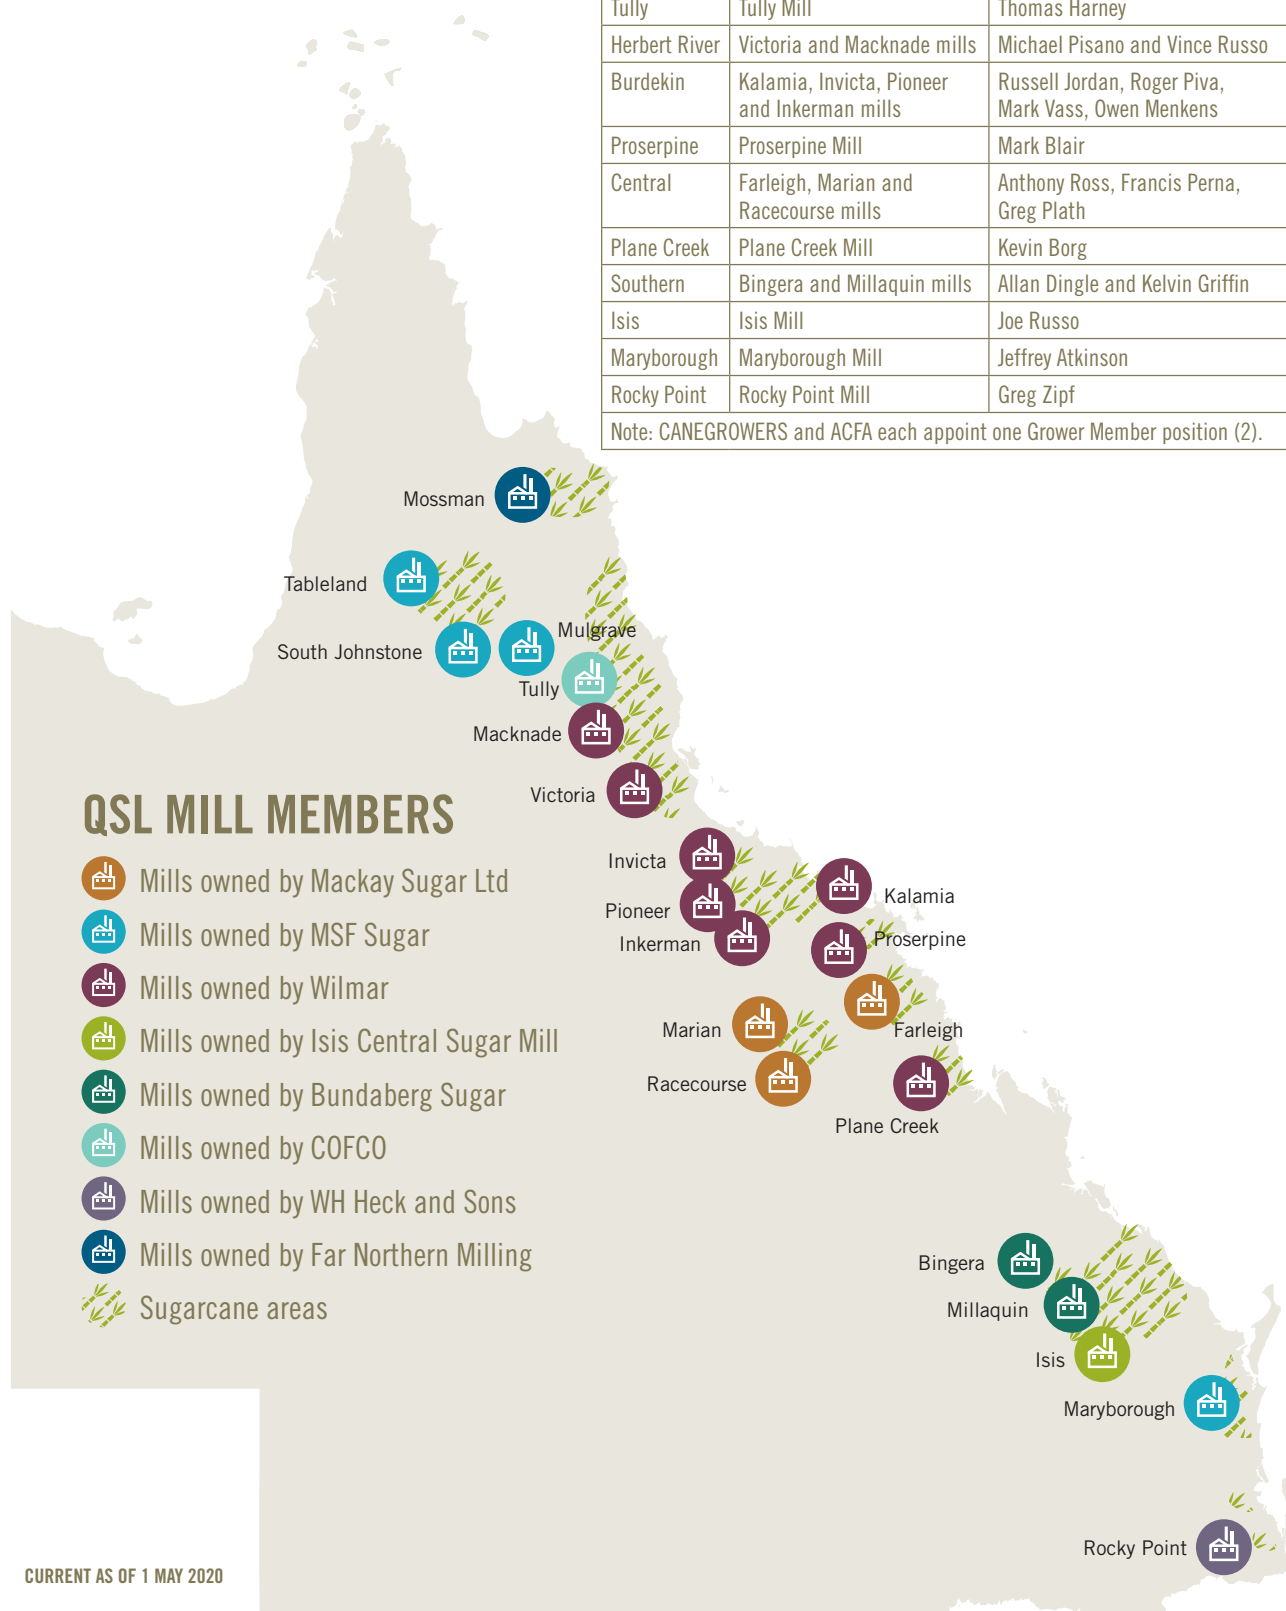 Tully Tully Mill Thomas Harney
Herbert River Victoria and Macknade mills Michael Pisano and Vince Russo
Burdekin Kalamia, Invicta, Pioneer Russell Jordan, Roger Piva,
and Inkerman mills Mark Vass, Owen Menkens
Proserpine Proserpine Mill Mark Blair
Central Farleigh, Marian and Anthony Ross, Francis Perna,
Racecourse mills Greg Plath
Plane Creek Plane Creek Mill Kevin Borg
Southern Bingera and Millaquin mills Allan Dingle and Kelvin Griffin
Isis Isis Mill Joe Russo
Maryborough Maryborough Mill Jeffrey Atkinson
Rocky Point Rocky Point Mill Greg Zipf
Note: CANEGROWERS and ACFA each appoint one Grower Member position (2).
Mossman
Tableland
Mulgrave
South Johnstone
Tully
Macknade
Victoria
Invicta
Kalamia
Pioneer
Proserpine
Inkerman
Marian
Farleigh
Racecourse
Plane Creek
Bingera
Millaquin
Isis
Maryborough
Rocky Point
QSL MILL MEMBERS
Mills owned by Mackay Sugar Ltd
Mills owned by MSF Sugar
Mills owned by Wilmar
Mills owned by Isis Central Sugar Mill
Mills owned by Bundaberg Sugar
Mills owned by COFCO
Mills owned by WH Heck and Sons
Mills owned by Far Northern Milling
Sugarcane areas
CURRENT AS OF 1 MAY 2020